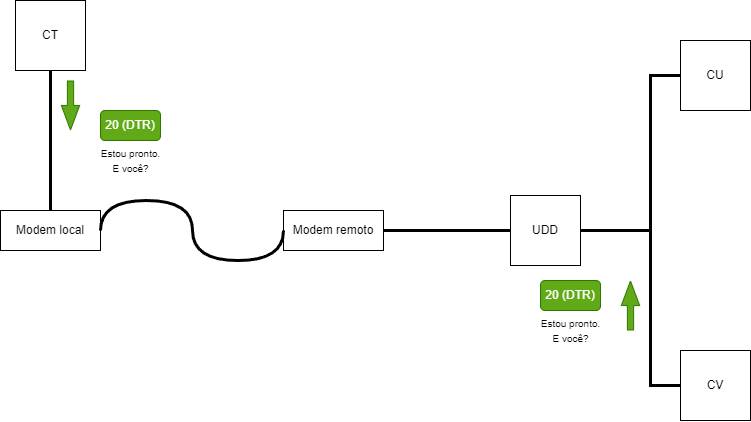 CT
20 (DTR)
Estou pronto.
E você?
Modem local
Modem remoto
UDD
CU
20 (DTR)
Estou pronto.
E você?
CV